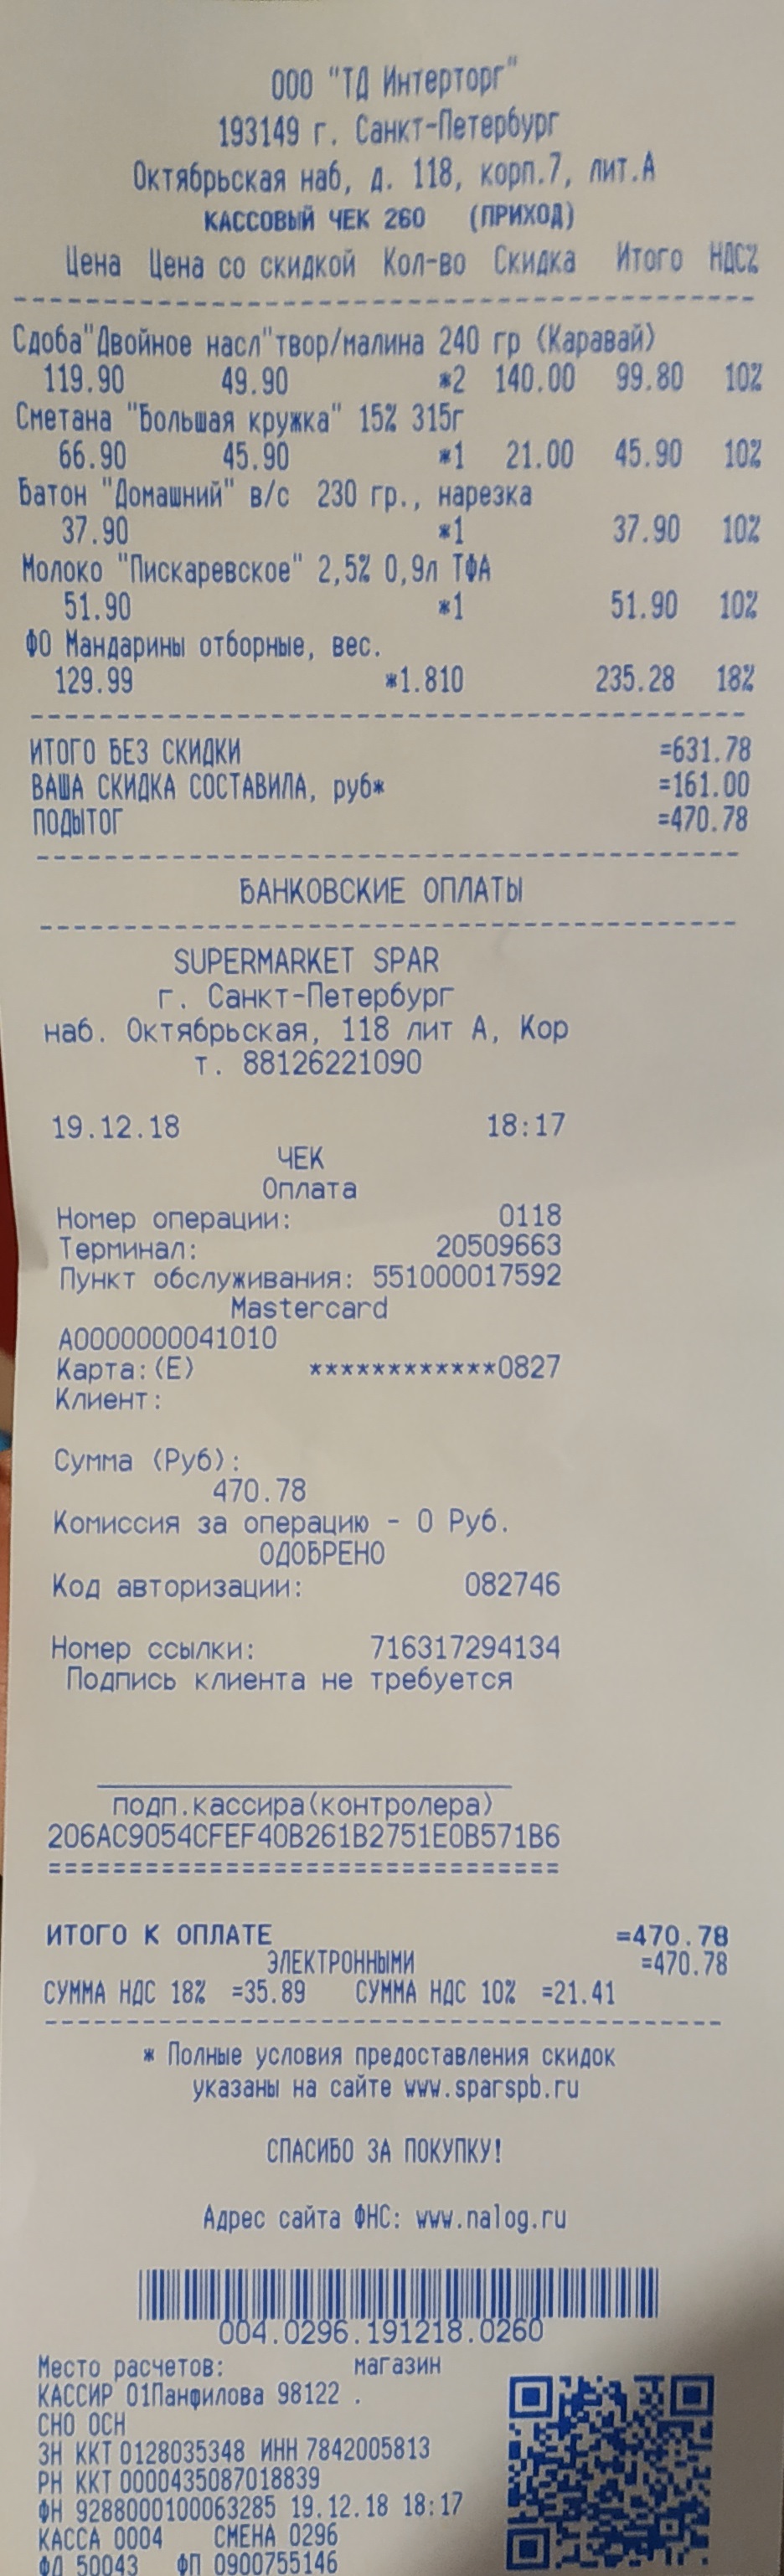 ООО "ТД Интерторг"
193149 г. Санкт-Петербург
Октябрьская наб, д. 118, корп.7, лит.А
КАССОВЫЙ ЧЕК 260 (ПРИХОД)
Цена Цена со скидкой Кол-во Скидка Итого НДС%
Сдоба"Двойное насл"твор/малина 240 гр (Каравай)
119.90 49.90 *2 140.00 99.80 10%
Сметана "Большая кружка" 15% 315г
66.90 45.90 *1 21.00 45.90 10%
Батон "Домашний" в/с 230 гр., нарезка
37.90 *1 37.90 10%
Молоко "Пискаревское" 2,5% 0,9л ТФА
51.90 *1 51.90 10%
ФО Мандарины отборные, вес.
129.99 *1.810 235.28 18%
ИТОГО БЕЗ СКИДКИ =631.78
ВАША СКИДКА СОСТАВИЛА, руб* =161.00
ПОДЫТОГ =470.78
БАНКОВСКИЕ ОПЛАТЫ
SUPERMARKET SPAR
г. Санкт-Петербург
наб. Октябрьская, 118 лит А, Кор
т. 88126221090
19.12.18 18:17
ЧЕК
Оплата
Номер операции: 0118
Терминал: 20509663
Пункт обслуживания: 551000017592
Mastercard
A0000000041010
Карта:(E) ************0827
Клиент:
Сумма (Руб):
470.78
Комиссия за операцию - 0 Руб.
ОДОБРЕНО
Код авторизации: 082746
Номер ссылки: 716317294134
Подпись клиента не требуется
подп.кассира(контролера)
206AC9054CFEF40B261B2751E0B571B6
================================
ИТОГО К ОПЛАТЕ =470.78
ЭЛЕКТРОННЫМИ =470.78
СУММА НДС 18% =35.89 СУММА НДС 10% =21.41
* Полные условия предоставления скидок
указаны на сайте www.sparspb.ru
СПАСИБО ЗА ПОКУПКУ!
Адрес сайта ФНС: www.nalog.ru
004.0296.191218.0260
Место расчетов: магазин
КАССИР 01Панфилова 98122 .
СНО ОСН
ЗН ККТ 0128035348 ИНН 7842005813
РН ККТ 0000435087018839
ФН 9288000100063285 19.12.18 18:17
КАССА 0004 СМЕНА 0296
ФД 50043 ФП 0900755146